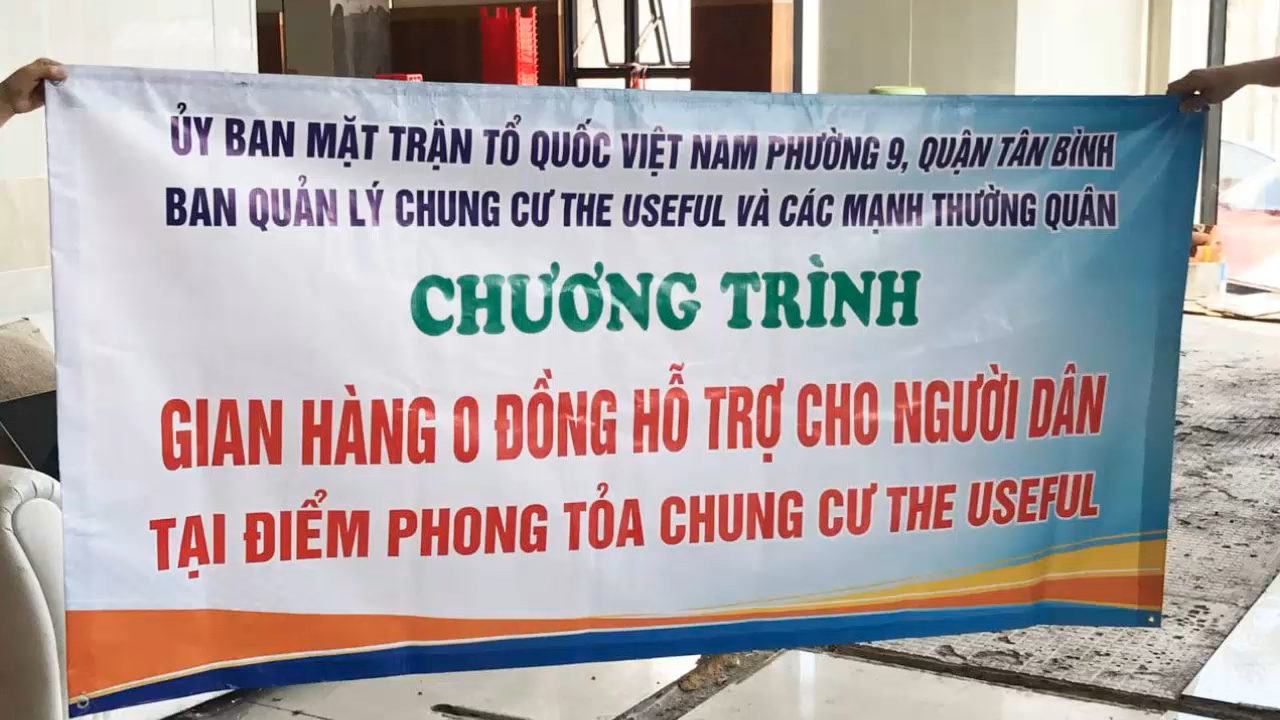 ỦY BAN MẶT TRẬN TỔ QUỐC VIỆT NAM PHƯỜNG 9, QUẬN TÂN BÌNH
BAN QUẢN LÝ CHUNG CƯ THE USEFUL VÀ CÁC MẠNH THƯỜNG QUÂN
CHƯƠNG TRÌNH
GIAN HÀNG 0 ĐỒNG HỖ TRỢ CHO NGƯỜI DÂN
TẠI ĐIỂM PHONG TỎA CHUNG CƯ THE USEFUL